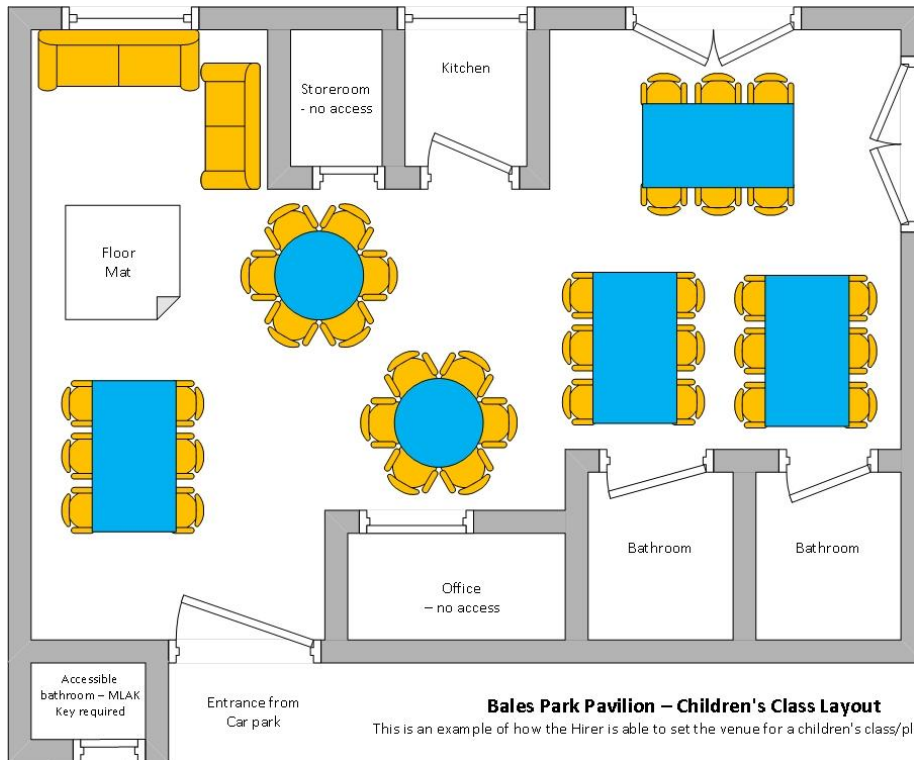 Kitchen
Storeroom
- no access
Floor
Mat
Bathroom
Bathroom
Office
– no access
Accessible
bathroom – MLAK
Key required
Entrance from
Car park
Bales Park Pavilion – Children's Class Layout
This is an example of how the Hirer is able to set the venue for a children's class/pl